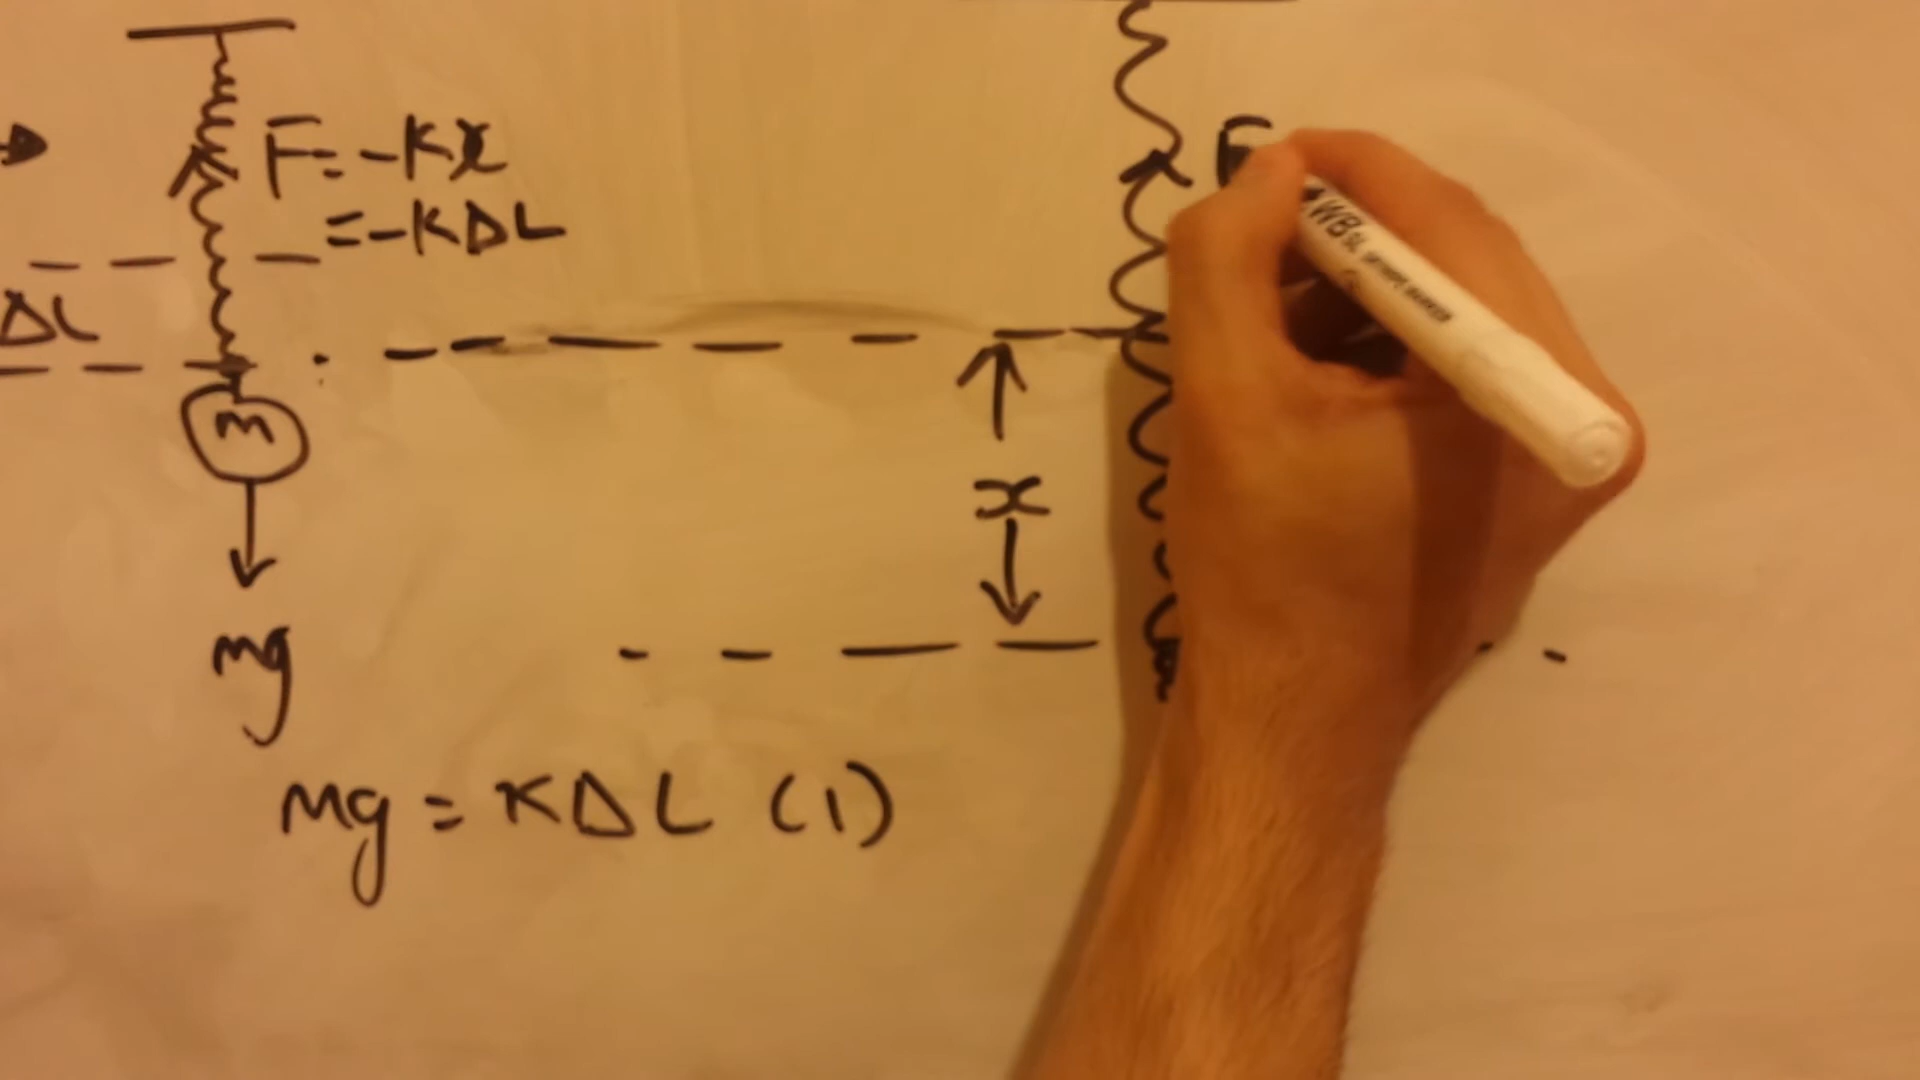 F = -Kx
= -KΔL
ΔL
m
mg
x
F
WB
mg = KΔL (1)